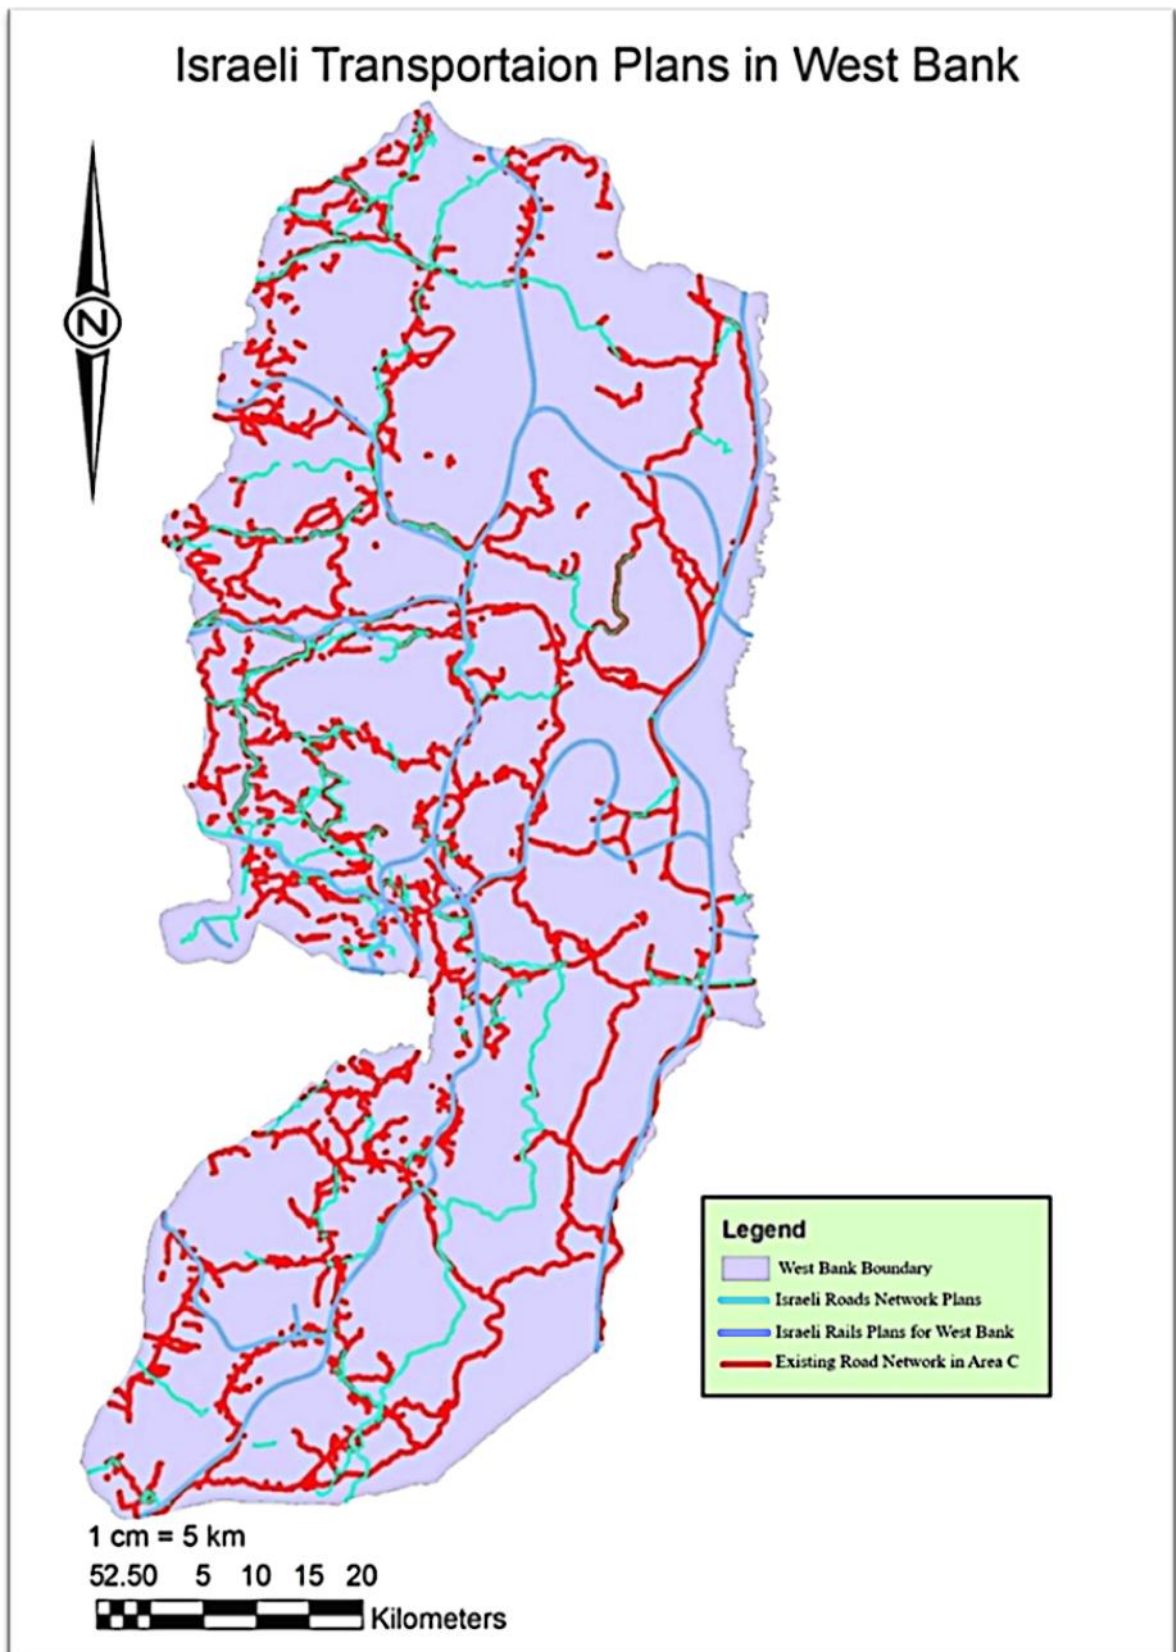 Israeli Transportaion Plans in West Bank
N
Legend
West Bank Boundary
Israeli Roads Network Plans
Israeli Rails Plans for West Bank
Existing Road Network in Area C
1 cm = 5 km
52.50 5 10 15 20
Kilometers